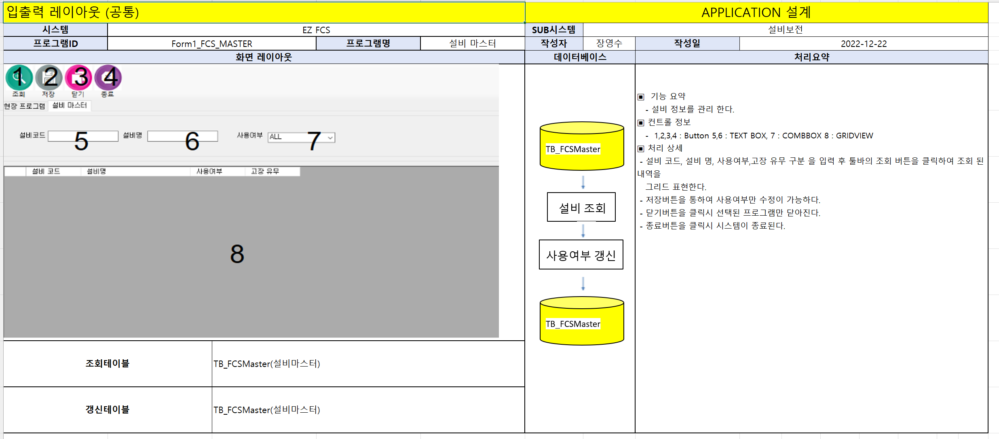 입출력 레이아웃 (공통)
APPLICATION 설계
시스템
EZ FCS
SUB시스템
설비보전
프로그램ID
Form1_FCS_MASTER
프로그램명
설비 마스터
작성자
장영수
작성일
2022-12-22
화면 레이아웃
데이터베이스
처리요약
1 2 3 4
조회 저장 닫기 종료
현장 프로그램 설비 마스터
설비코드 5 설비명 6 사용여부 ALL 7
설비 코드 설비명 사용여부 고장 유무
8
조회테이블
TB_FCSMaster(설비마스터)
갱신테이블
TB_FCSMaster(설비마스터)
TB_FCSMaster
설비 조회
사용여부 갱신
TB_FCSMaster
▣ 기능 요약
- 설비 정보를 관리 한다.
▣ 컨트롤 정보
- 1,2,3,4 : Button 5,6 : TEXT BOX, 7 : COMBBOX 8 : GRIDVIEW
▣ 처리 상세
- 설비 코드, 설비 명, 사용여부,고장 유무 구분 을 입력 후 툴바의 조회 버튼을 클릭하여 조회 된
내역을
그리드 표현한다.
- 저장버튼을 통하여 사용여부만 수정이 가능하다.
- 닫기버튼을 클릭시 선택된 프로그램만 닫아진다.
- 종료버튼을 클릭시 시스템이 종료된다.